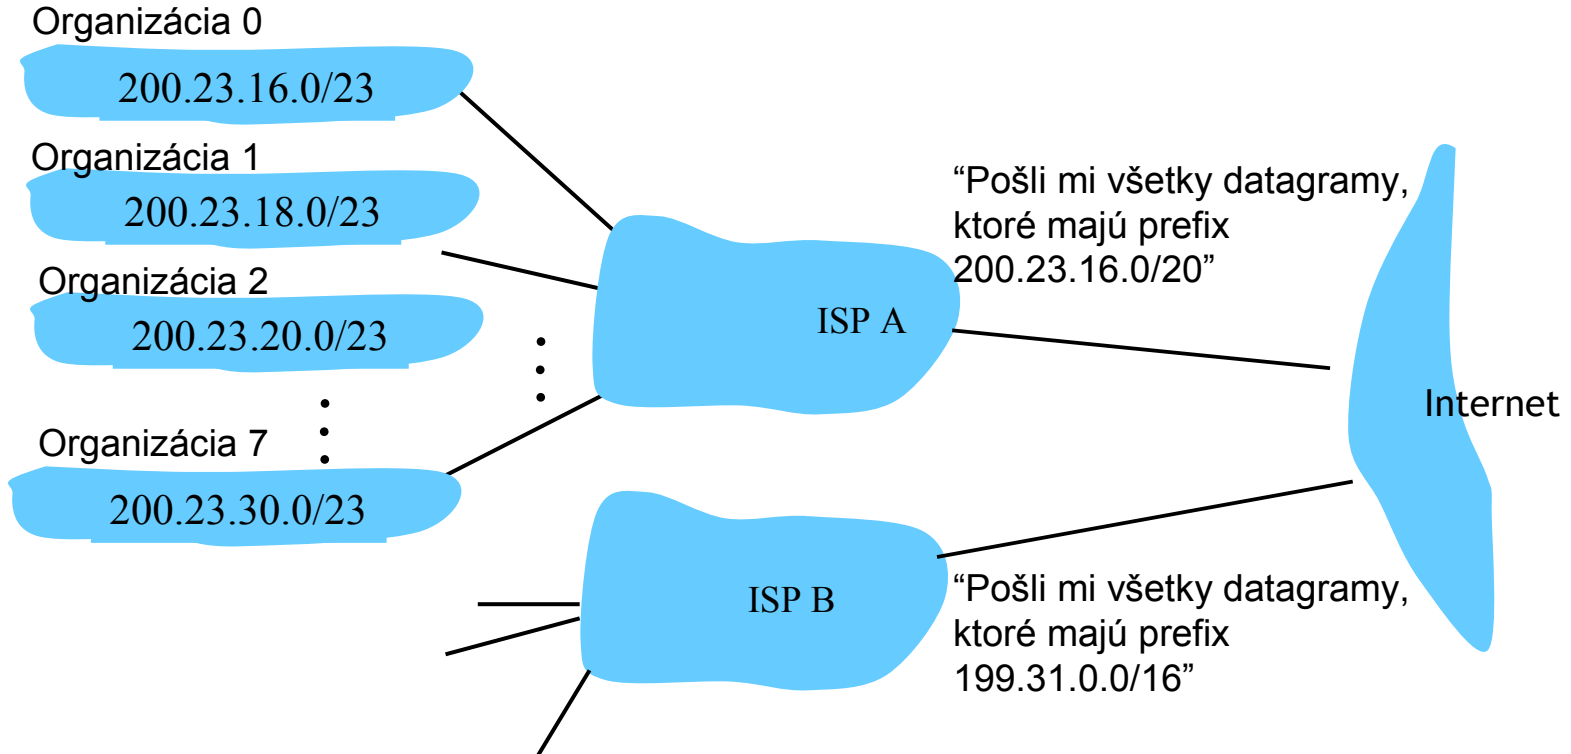 Organizácia 0
200.23.16.0/23
Organizácia 1
200.23.18.0/23
Organizácia 2
200.23.20.0/23
Organizácia 7
200.23.30.0/23
ISP A
“Pošli mi všetky datagramy,
ktoré majú prefix
200.23.16.0/20”
Internet
ISP B
“Pošli mi všetky datagramy,
ktoré majú prefix
199.31.0.0/16”